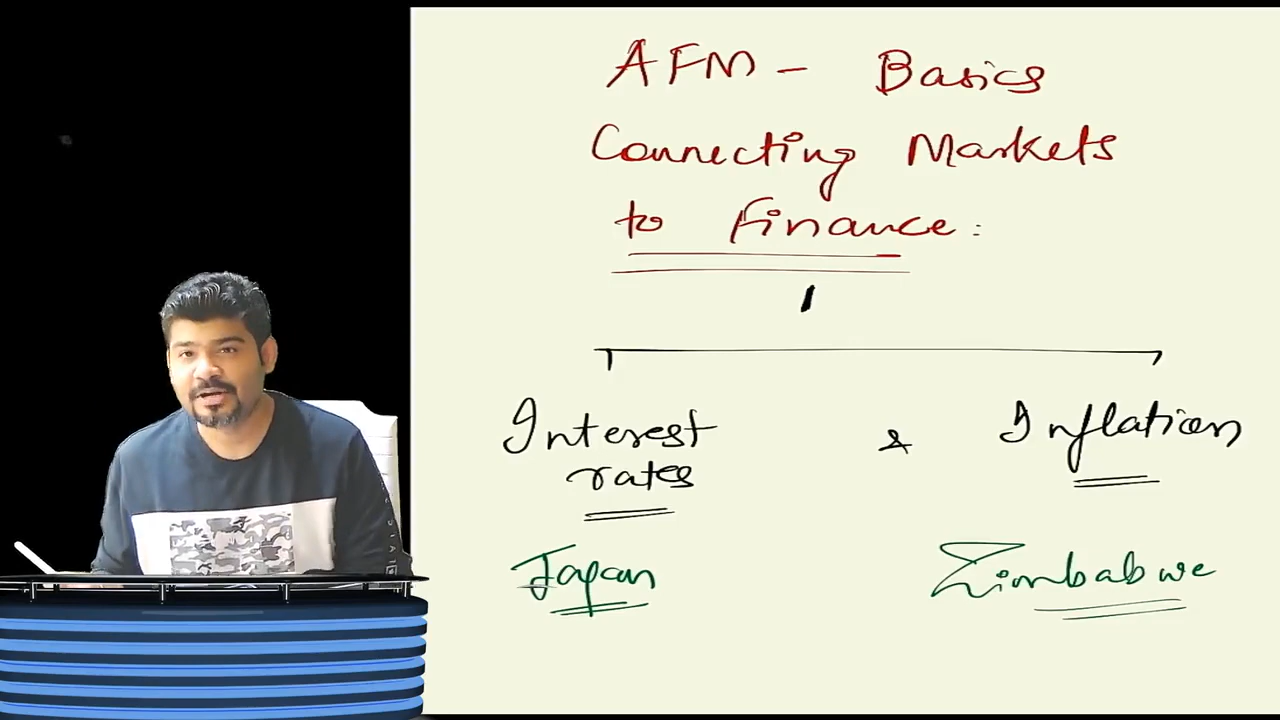 AFM - Basics
Connecting Markets
to Finance:
Interest & Inflation
rates
Japan Zimbabwe